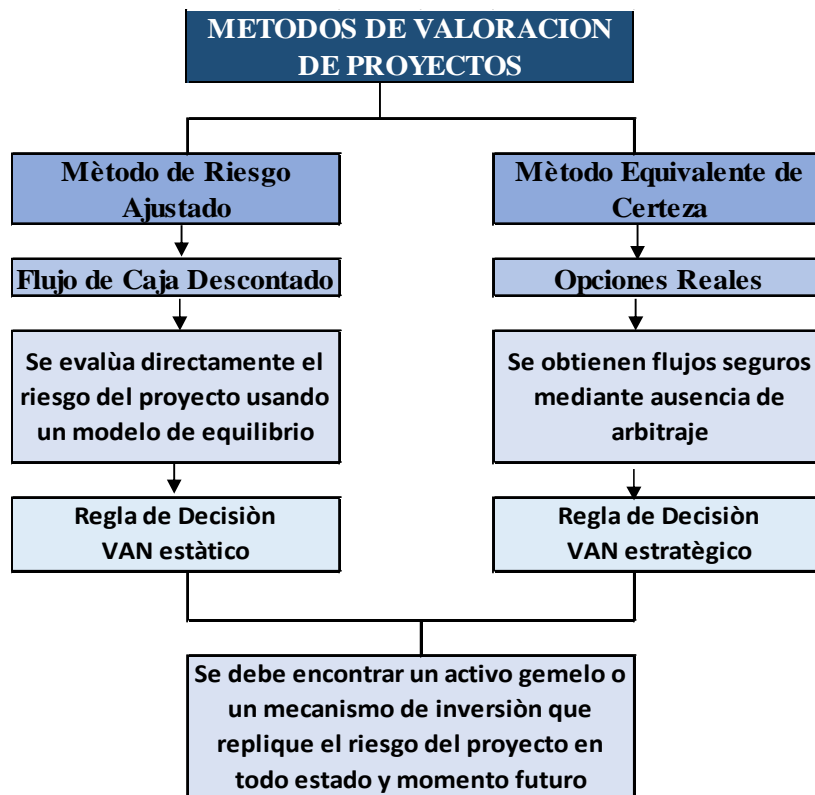 METODOS DE VALORACION
DE PROYECTOS
Mètodo de Riesgo
Ajustado
Flujo de Caja Descontado
Se evalùa directamente el
riesgo del proyecto usando
un modelo de equilibrio
Regla de Decisiòn
VAN estàtico
Mètodo Equivalente de
Certeza
Opciones Reales
Se obtienen flujos seguros
mediante ausencia de
arbitraje
Regla de Decisiòn
VAN estratègico
Se debe encontrar un activo gemelo o
un mecanismo de inversiòn que
replique el riesgo del proyecto en
todo estado y momento futuro